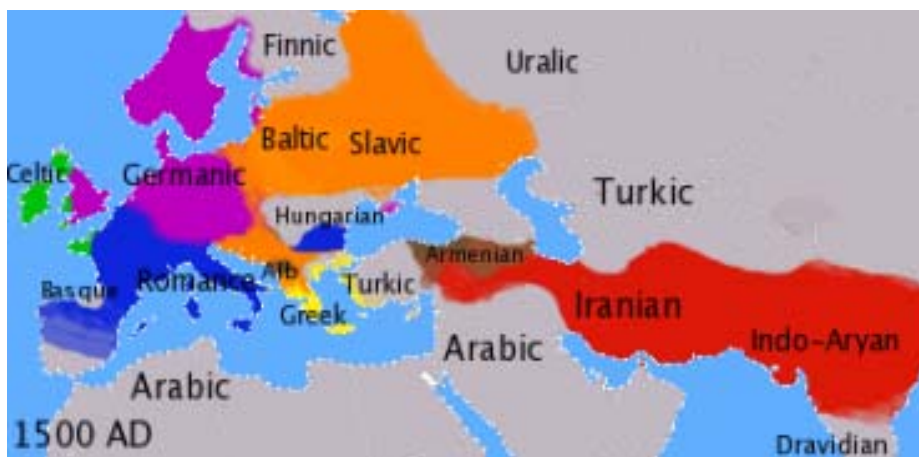 Finnic
Uralic
Baltic
Slavic
Celtic
Germanic
Turkic
Hungarian
Armenian
Basque
Romance
Alb
Turkic
Iranian
Greek
Indo-Aryan
Arabic
Arabic
1500 AD
Dravidian